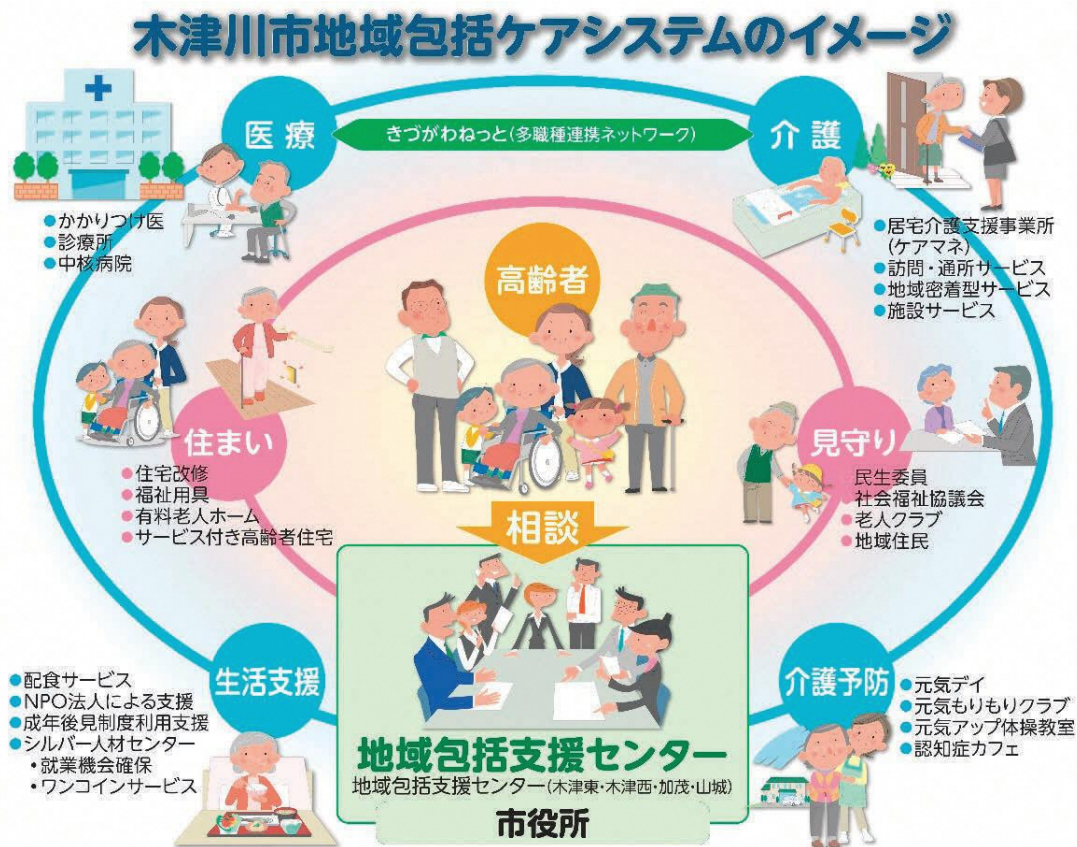 木津川市地域包括ケアシステムのイメージ
医療
きづがわねっと(多職種連携ネットワーク)
介護
●かかりつけ医
●診療所
●中核病院
●居宅介護支援事業所
(ケアマネ)
●訪問・通所サービス
●地域密着型サービス
●施設サービス
高齢者
住まい
●住宅改修
●福祉用具
●有料老人ホーム
●サービス付き高齢者住宅
見守り
民生委員
社会福祉協議会
●老人クラブ
●地域住民
相談
生活支援
●配食サービス
●NPO法人による支援
●成年後見制度利用支援
●シルバー人材センター
・就業機会確保
・ワンコインサービス
介護予防
●元気デイ
●元気もりもりクラブ
●元気アップ体操教室
●認知症カフェ
地域包括支援センター
地域包括支援センター(木津東・木津西・加茂・山城)
市役所